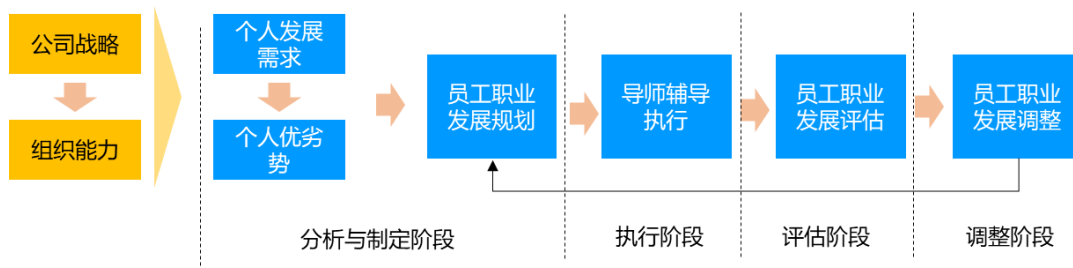 公司战略
组织能力
个人发展
需求
个人优劣
势
员工职业
发展规划
导师辅导
执行
员工职业
发展评估
员工职业
发展调整
分析与制定阶段
执行阶段
评估阶段
调整阶段